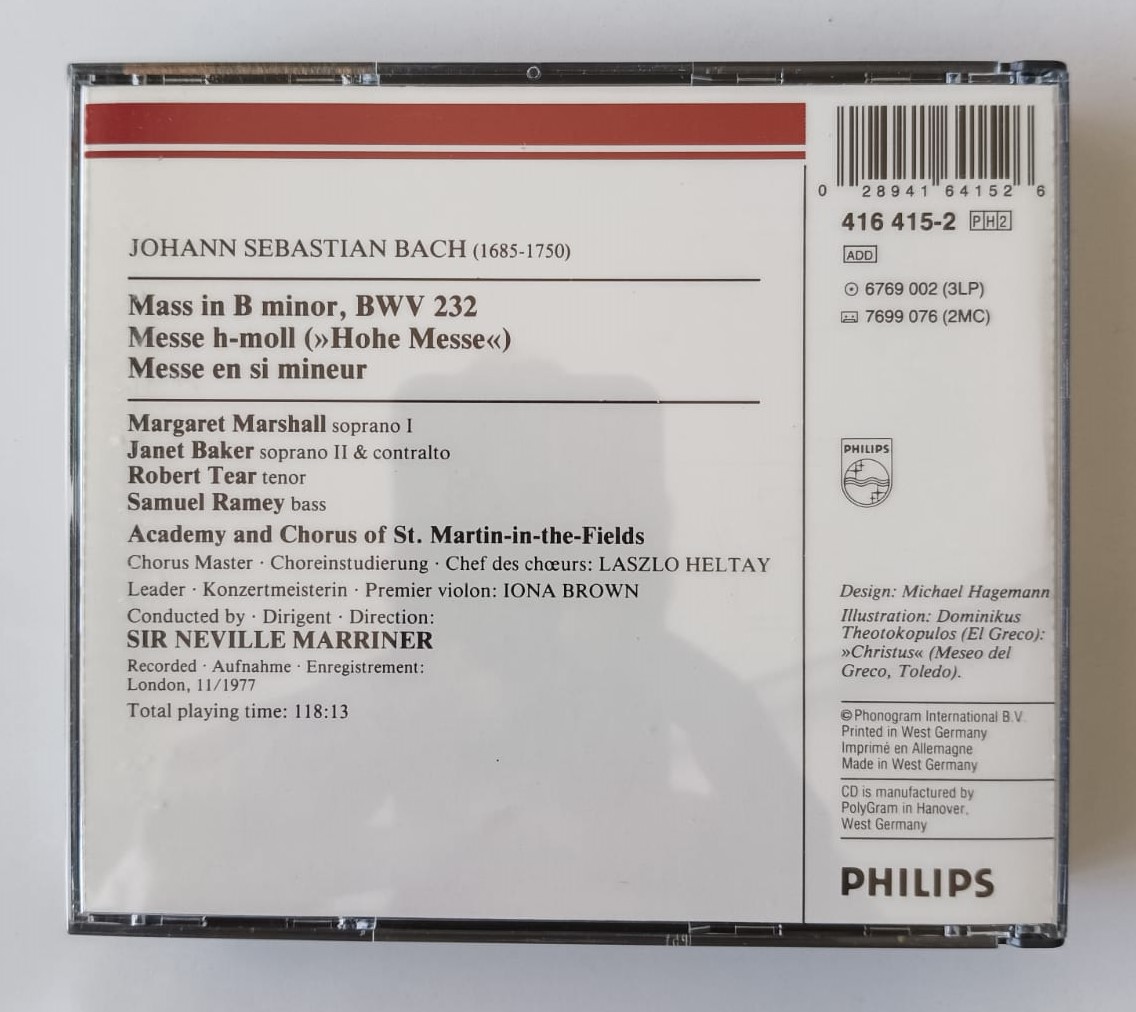 JOHANN SEBASTIAN BACH (1685-1750)
Mass in B minor, BWV 232
Messe h-moll (»Hohe Messe«)
Messe en si mineur
Margaret Marshall soprano I
Janet Baker soprano II & contralto
Robert Tear tenor
Samuel Ramey bass
Academy and Chorus of St. Martin-in-the-Fields
Chorus Master · Choreinstudierung · Chef des chœurs: LASZLO HELTAY
Leader · Konzertmeisterin · Premier violon: IONA BROWN
Conducted by · Dirigent · Direction:
SIR NEVILLE MARRINER
Recorded · Aufnahme · Enregistrement:
London, 11/1977
Total playing time: 118:13
0 28941 64152 6
416 415-2 PH2
ADD
6769 002 (3LP)
7699 076 (2MC)
PHILIPS
Design: Michael Hagemann
Illustration: Dominikus
Theotokopulos (El Greco):
»Christus« (Meseo del
Greco, Toledo).
© Phonogram International B.V.
Printed in West Germany
Imprimé en Allemagne
Made in West Germany
CD is manufactured by
PolyGram in Hanover,
West Germany
PHILIPS